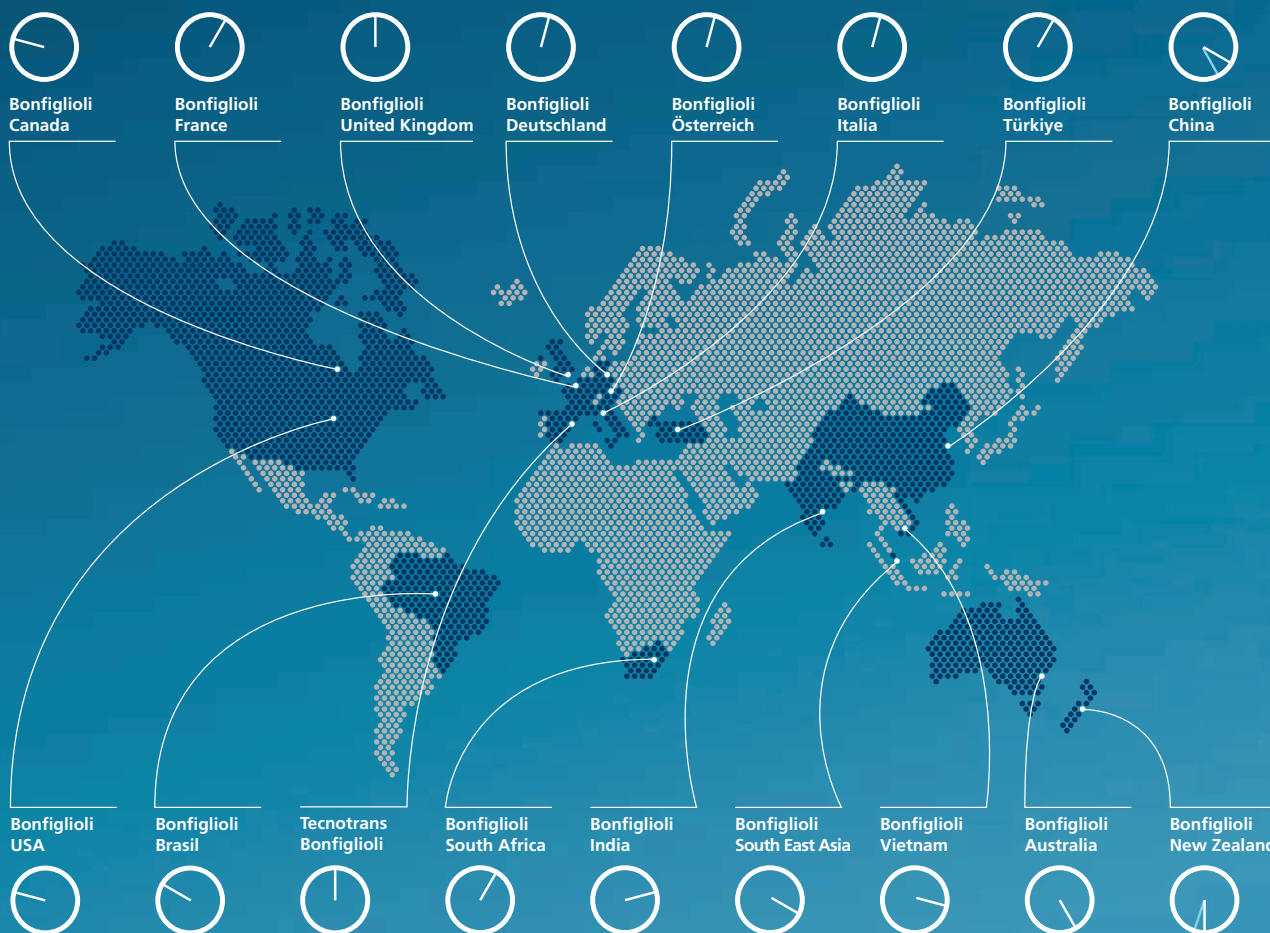 Bonfiglioli
Canada
Bonfiglioli
France
Bonfiglioli
United Kingdom
Bonfiglioli
Deutschland
Bonfiglioli
Österreich
Bonfiglioli
Italia
Bonfiglioli
Türkiye
Bonfiglioli
China
Bonfiglioli
USA
Bonfiglioli
Brasil
Tecnotrans
Bonfiglioli
Bonfiglioli
South Africa
Bonfiglioli
India
Bonfiglioli
South East Asia
Bonfiglioli
Vietnam
Bonfiglioli
Australia
Bonfiglioli
New Zealand